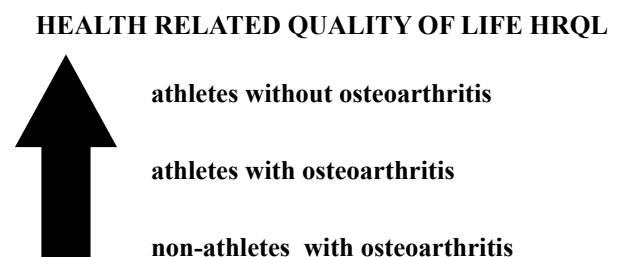 HEALTH RELATED QUALITY OF LIFE HRQL
athletes without osteoarthritis
athletes with osteoarthritis
non-athletes  with osteoarthritis